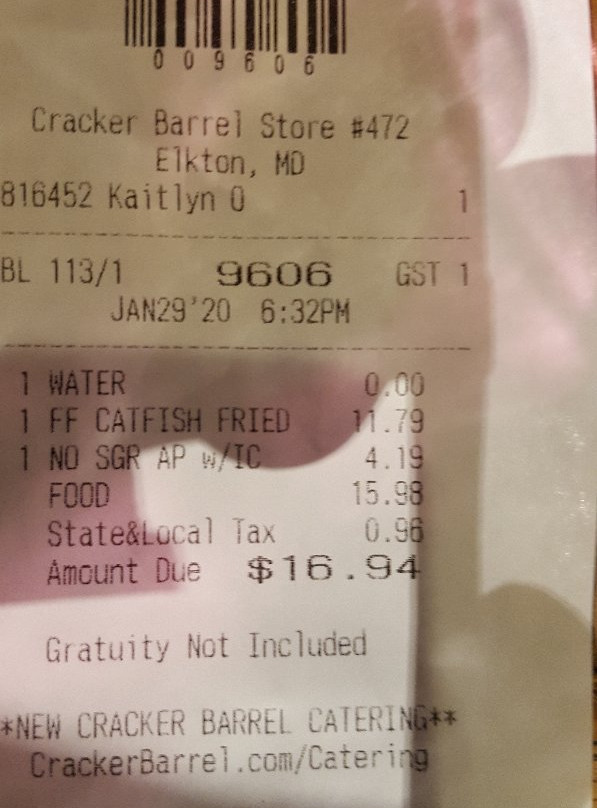 009606
Cracker Barrel Store #472
Elkton, MD
816452 Kaitlyn O 1
BL 113/1 9606 GST 1
JAN29'20 6:32PM
1 WATER 0.00
1 FF CATFISH FRIED 11.79
1 NO SGR AP w/IC 4.19
FOOD 15.98
State&Local Tax 0.96
Amount Due $16.94
Gratuity Not Included
*NEW CRACKER BARREL CATERING**
CrackerBarrel.com/Catering